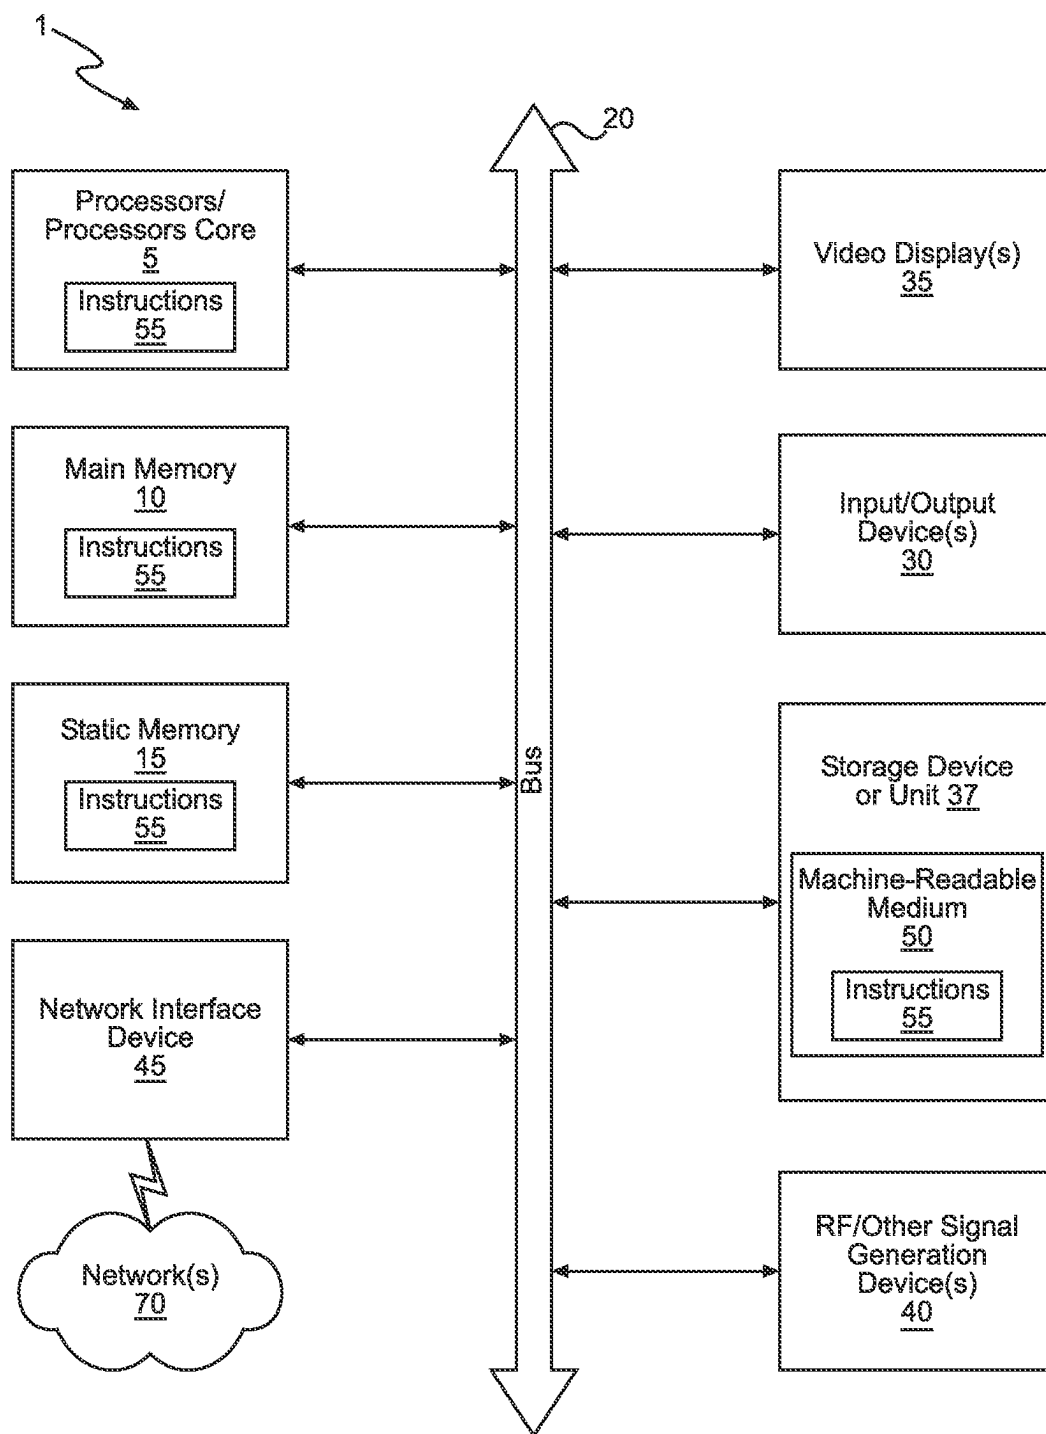 1
20
Processors/
Processors Core
5
Instructions
55
Main Memory
10
Instructions
55
Static Memory
15
Instructions
55
Network Interface
Device
45
Network(s)
70
Bus
Video Display(s)
35
Input/Output
Device(s)
30
Storage Device
or Unit 37
Machine-Readable
Medium
50
Instructions
55
RF/Other Signal
Generation
Device(s)
40